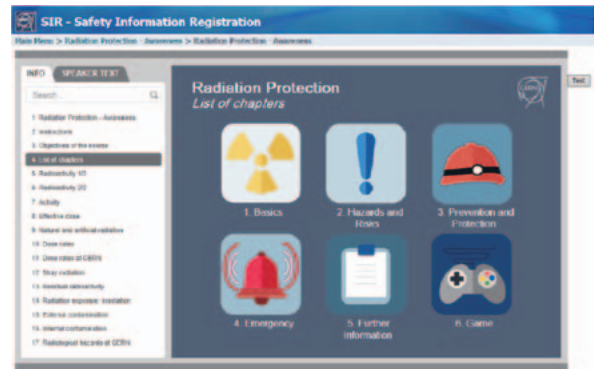 SIR - Safety Information Registration
Main Menu > Radiation Protection - Awareness > Radiation Protection - Awareness
INFO
SPEAKER TEXT
Search...
Test
1. Radiation Protection - Awareness
2. Instructions
3. Objectives of the course
4. List of chapters
5. Radioactivity 1/2
6. Radioactivity 2/2
7. Activity
8. Effective dose
9. Natural and artificial radiation
10. Dose rates
11. Dose rates at CERN
12. Stray radiation
13. Residual radioactivity
14. Radiation exposure: irradiation
15. External contamination
16. Internal contamination
17. Radiological hazards at CERN
Radiation Protection
List of chapters
CERN
1. Basics
2. Hazards and
Risks
3. Prevention and
Protection
4. Emergency
5. Further
Information
6. Game